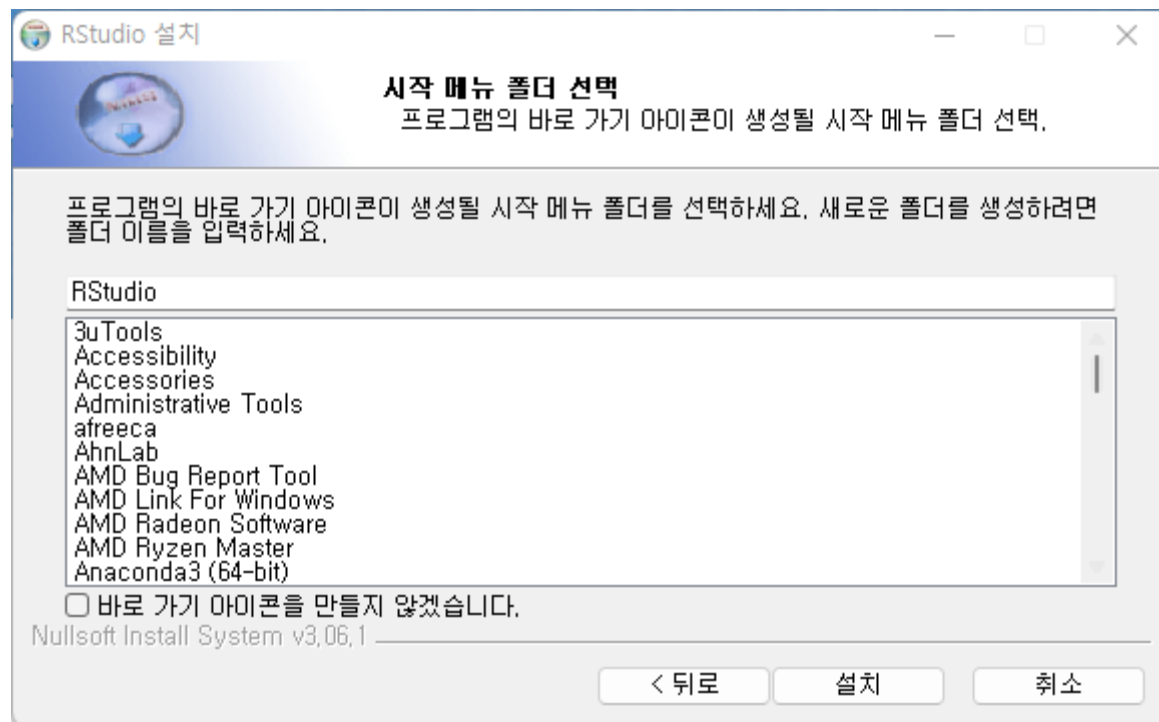 RStudio 설치
시작 메뉴 폴더 선택
프로그램의 바로 가기 아이콘이 생성될 시작 메뉴 폴더 선택.
프로그램의 바로 가기 아이콘이 생성될 시작 메뉴 폴더를 선택하세요. 새로운 폴더를 생성하려면
폴더 이름을 입력하세요.
RStudio
3uTools
Accessibility
Accessories
Administrative Tools
afreeca
AhnLab
AMD Bug Report Tool
AMD Link For Windows
AMD Radeon Software
AMD Ryzen Master
Anaconda3 (64-bit)
바로 가기 아이콘을 만들지 않겠습니다.
Nullsoft Install System v3.06.1
< 뒤로
설치
취소